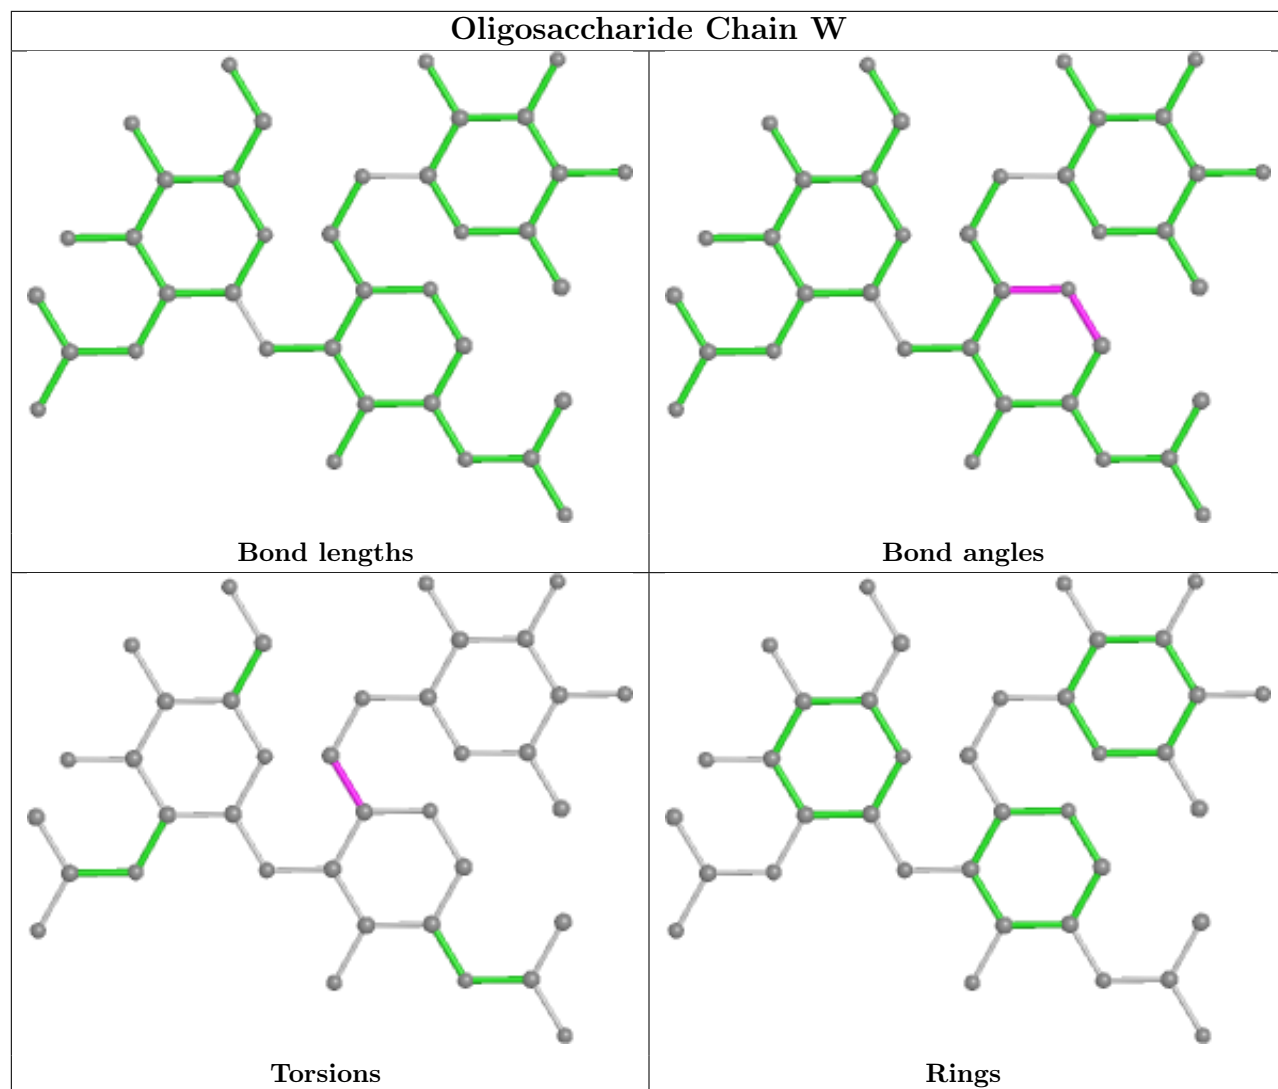 Oligosaccharide Chain W
Bond lengths
Bond angles
Torsions
Rings